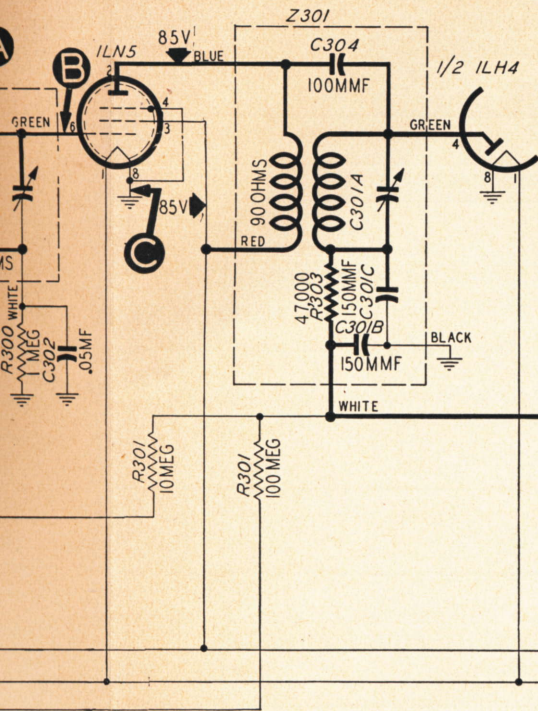 Z301
A
1LN5
85V
BLUE
C304
1/2 1LH4
B
2
100MMF
4
GREEN
6
3
GREEN
4
1
8
90 OHMS
C301A
8
1
85V
C
RED
MS
WHITE
47,000
R303
150MMF
C301C
R300
1 MEG
C302
.05MF
C301B
BLACK
150MMF
WHITE
R301
10 MEG
R301
100 MEG